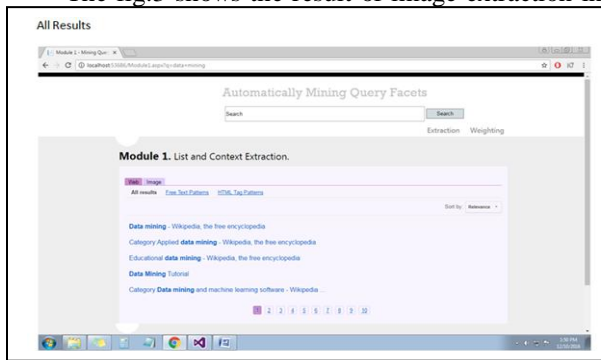 The fig.5 shows the result of image extraction in
All Results
Module 1 - Mining Que
localhost:53686/Module1.aspx?q=data+mining
Automatically Mining Query Facets
Search Search
Extraction Weighting
Module 1. List and Context Extraction.
Web Image
All results Free Text Patterns HTML Tag Patterns
Sort by: Relevance
Data mining - Wikipedia, the free encyclopedia
Category Applied data mining - Wikipedia, the free encyclopedia
Educational data mining - Wikipedia, the free encyclopedia
Data Mining Tutorial
Category Data mining and machine learning software - Wikipedia ...
1 2 3 4 5 6 7 8 9 10